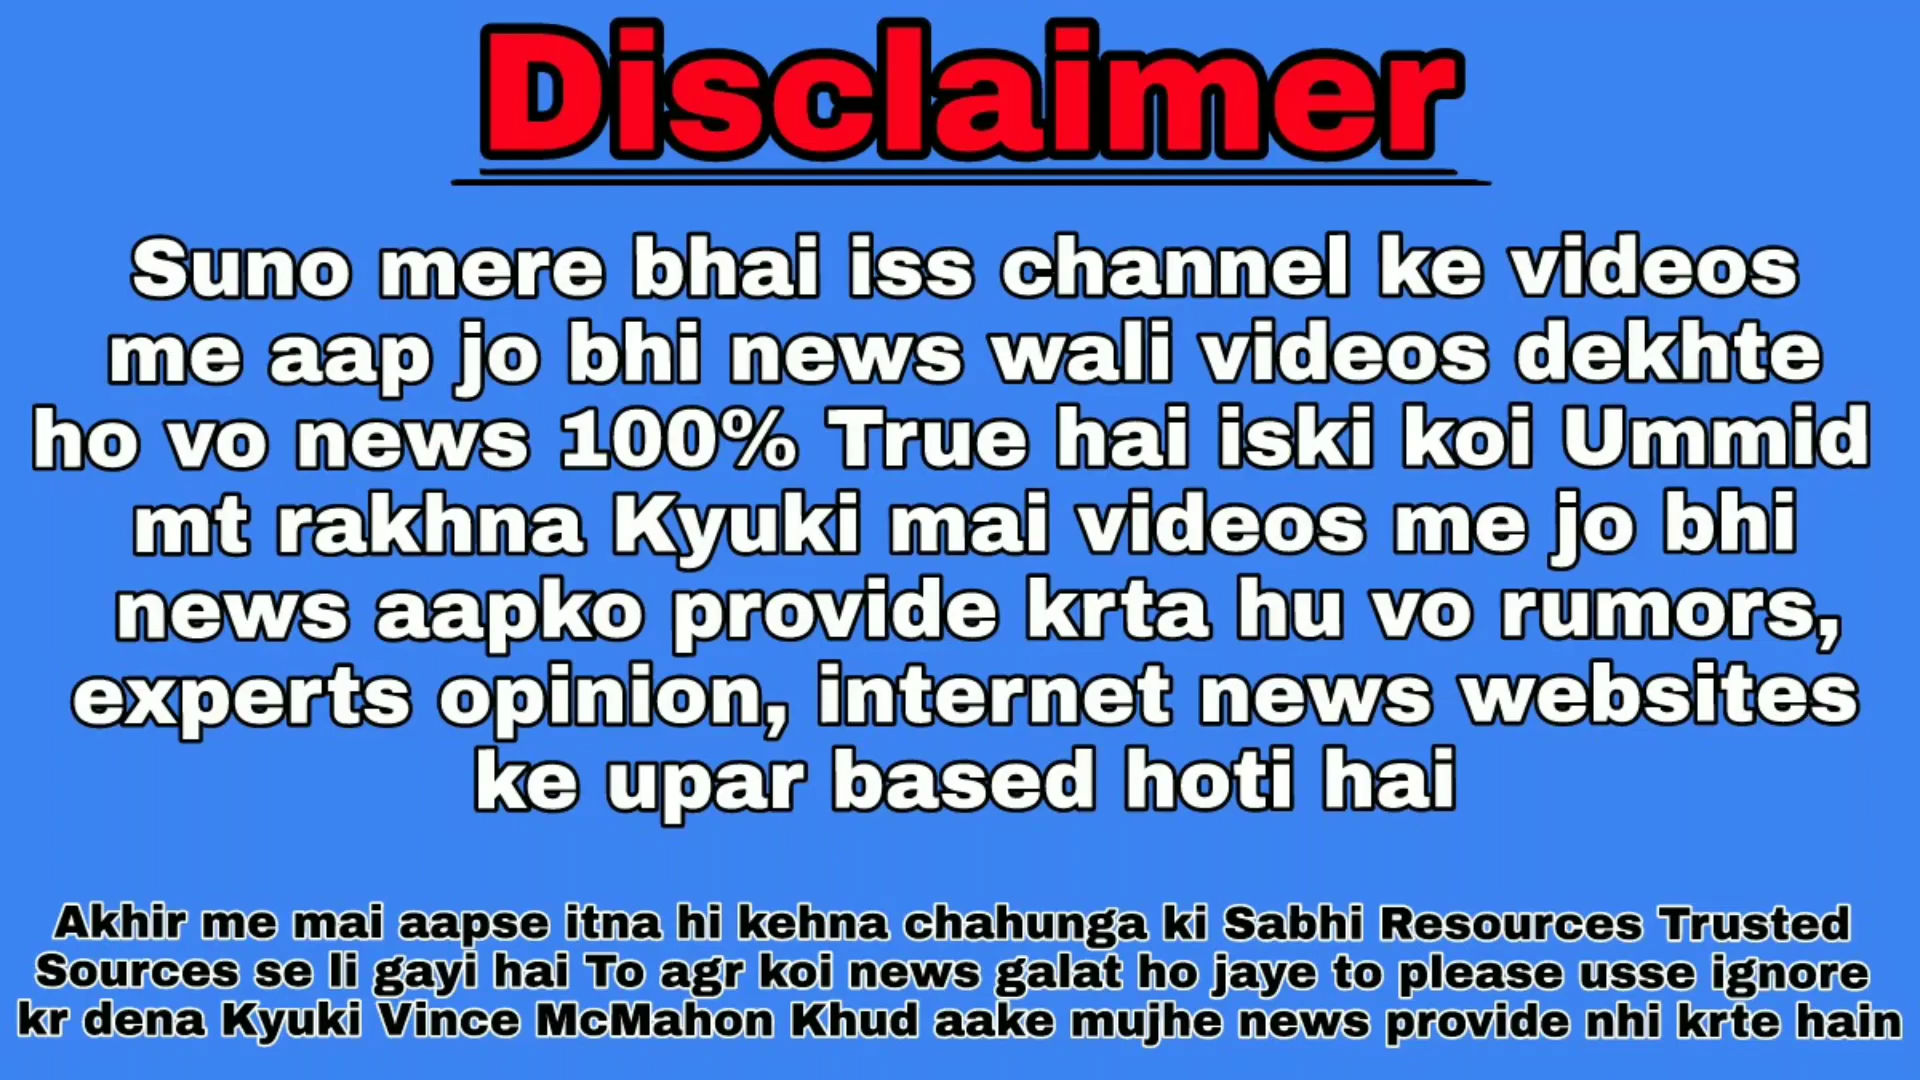 Disclaimer
Suno mere bhai iss channel ke videos
me aap jo bhi news wali videos dekhte
ho vo news 100% True hai iski koi Ummid
mt rakhna Kyuki mai videos me jo bhi
news aapko provide krta hu vo rumors,
experts opinion, internet news websites
ke upar based hoti hai
Akhir me mai aapse itna hi kehna chahunga ki Sabhi Resources Trusted
Sources se li gayi hai To agr koi news galat ho jaye to please usse ignore
kr dena Kyuki Vince McMahon Khud aake mujhe news provide nhi krte hain